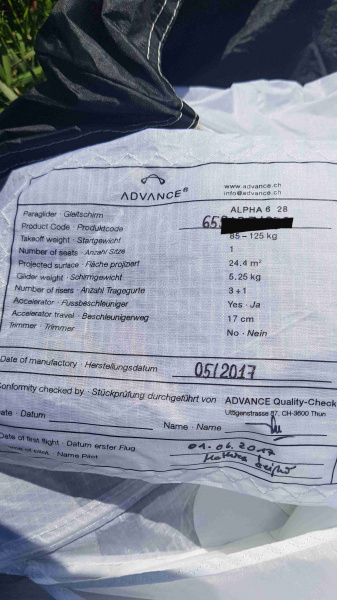 ADVANCE®
www.advance.ch
info@advance.ch
Paraglider · Gleitschirm ALPHA 6 28
Product Code · Produktcode 65
Takeoff weight · Startgewicht 85 – 125 kg
Number of seats · Anzahl Sitze 1
Projected surface · Fläche projiziert 24,4 m²
Glider weight · Schirmgewicht 5,25 kg
Number of risers · Anzahl Tragegurte 3+1
Accelerator · Fussbeschleuniger Yes · Ja
Accelerator travel · Beschleunigerweg 17 cm
Trimmer · Trimmer No · Nein
Date of manufactory · Herstellungsdatum 05/2017
Conformity checked by · Stückprüfung durchgeführt von ADVANCE Quality-Check
Uttigenstrasse 87, CH-3600 Thun
Date · Datum Name · Name
Date of first flight · Datum erster Flug 01.06.2017
Name Pilot